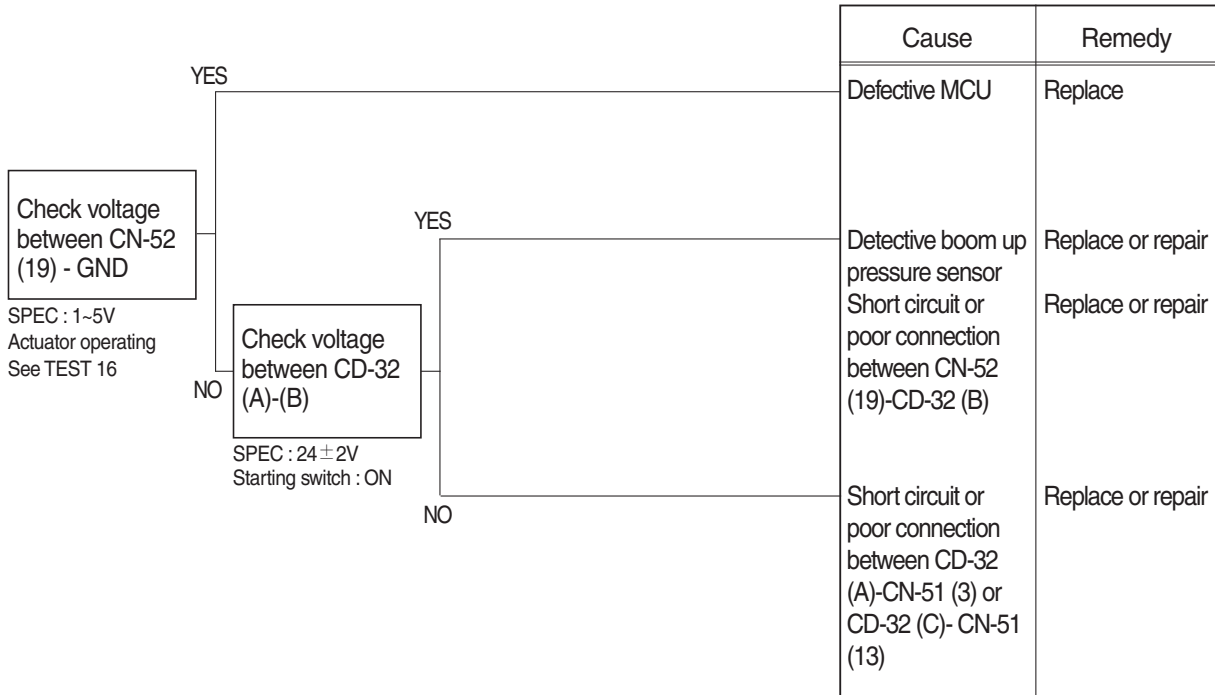 Cause Remedy
YES
Defective MCU Replace
Check voltage
between CN-52
(19) - GND
SPEC : 1~5V
Actuator operating
See TEST 16
YES
Detective boom up Replace or repair
pressure sensor
Short circuit or Replace or repair
poor connection
between CN-52
(19)-CD-32 (B)
NO
Check voltage
between CD-32
(A)-(B)
SPEC : 24±2V
Starting switch : ON
NO
Short circuit or Replace or repair
poor connection
between CD-32
(A)-CN-51 (3) or
CD-32 (C)- CN-51
(13)